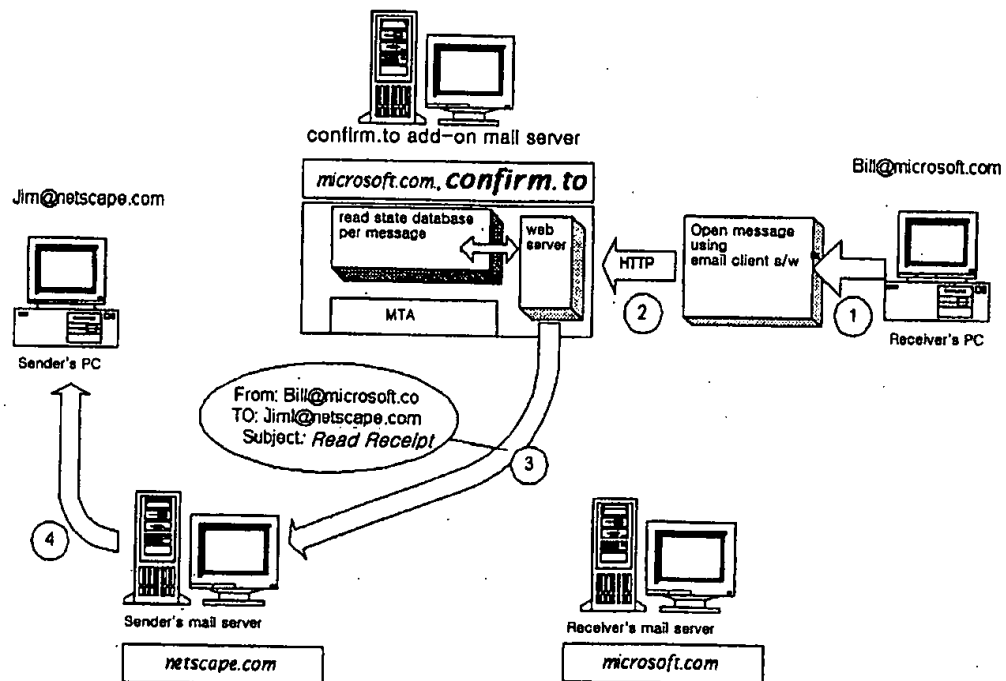 confirm.to add-on mail server
microsoft.com., confirm.to
Bill@microsoft.com
Jim@netscape.com
read state database
per message
web
server
MTA
HTTP
2
Open message
using
email client s/w
1
Receiver's PC
Sender's PC
From: Bill@microsoft.co
TO: Jiml@netscape.com
Subject: Read Receipt
3
4
Sender's mail server
netscape.com
Receiver's mail server
microsoft.com